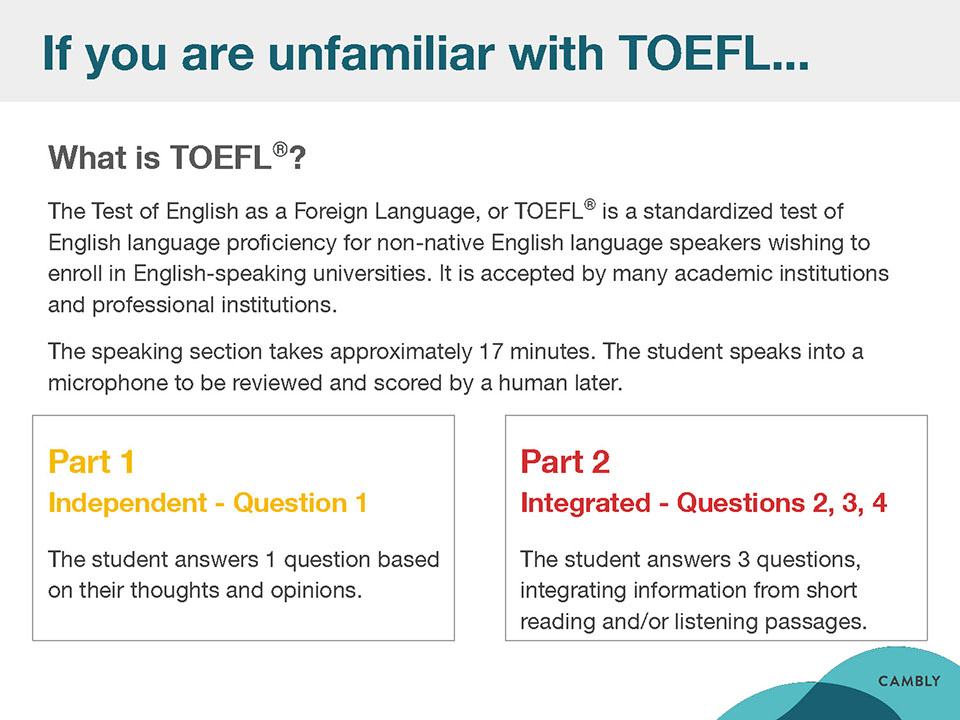 If you are unfamiliar with TOEFL...
What is TOEFL®?
The Test of English as a Foreign Language, or TOEFL® is a standardized test of
English language proficiency for non-native English language speakers wishing to
enroll in English-speaking universities. It is accepted by many academic institutions
and professional institutions.
The speaking section takes approximately 17 minutes. The student speaks into a
microphone to be reviewed and scored by a human later.
Part 1
Independent - Question 1
The student answers 1 question based
on their thoughts and opinions.
Part 2
Integrated - Questions 2, 3, 4
The student answers 3 questions,
integrating information from short
reading and/or listening passages.
CAMBLY